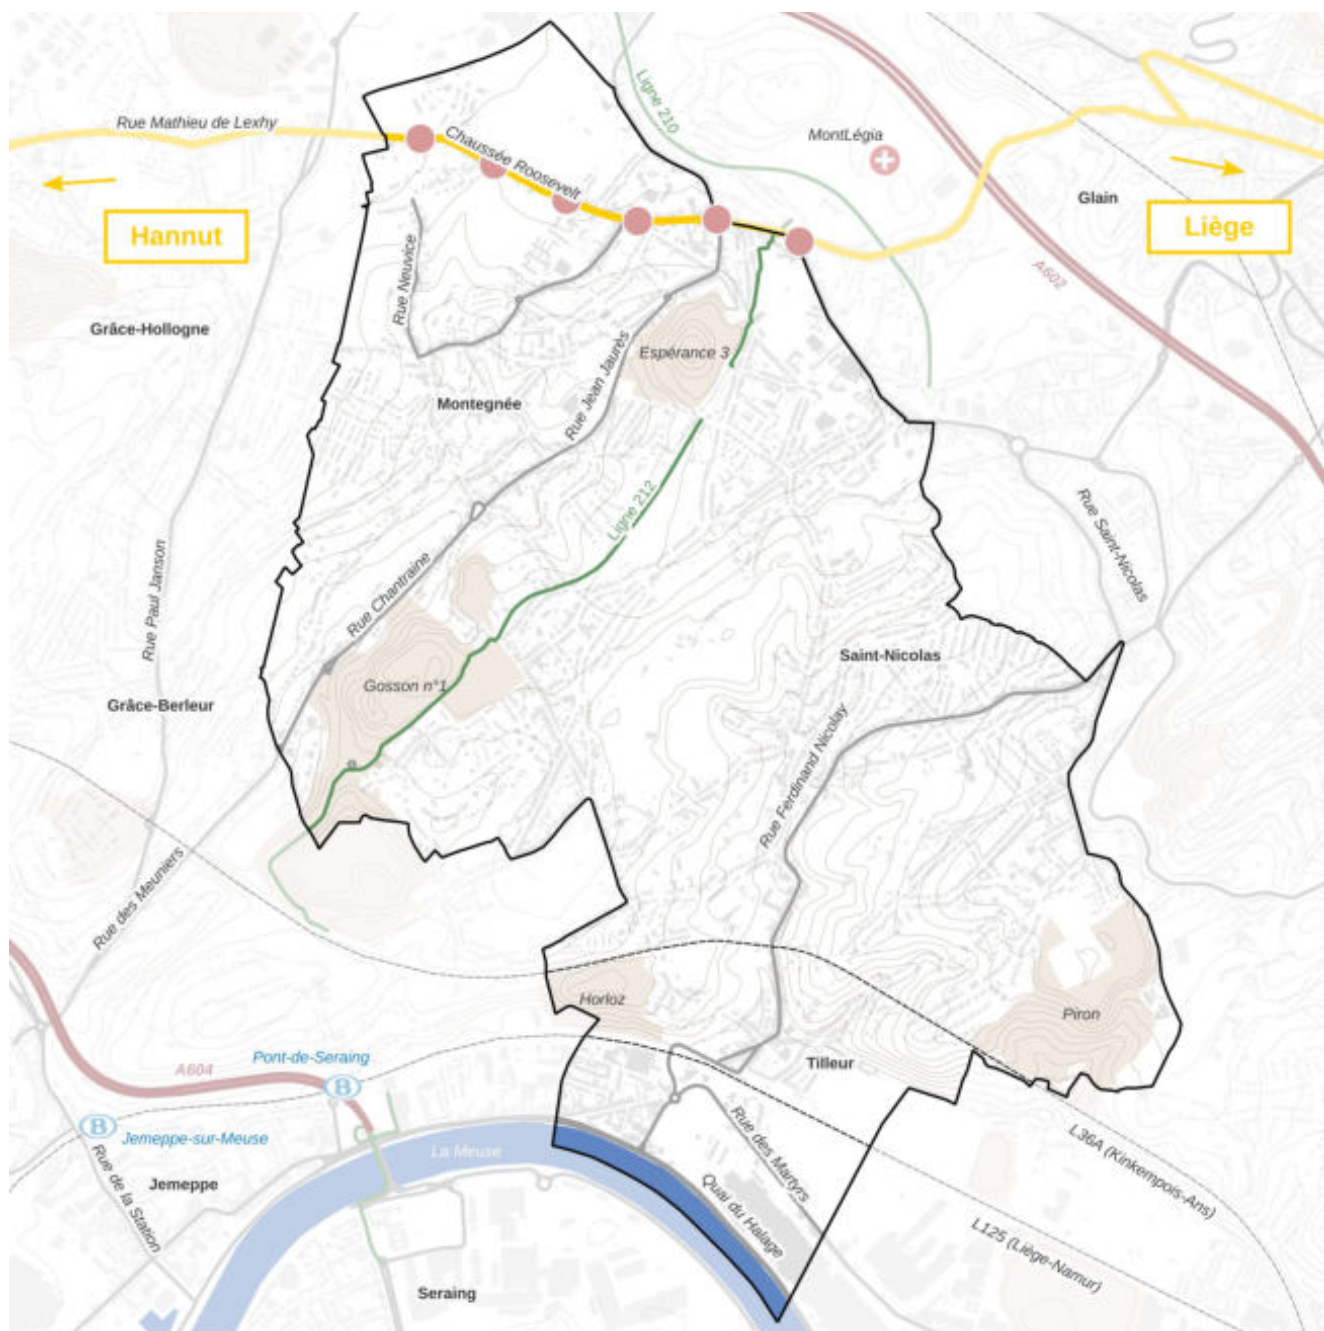 Ligne 210
Rue Mathieu de Lexhy
Chaussée Roosevelt
MontLégia
Glain
Hannut
Liège
A602
Rue Neuvice
Grâce-Hollogne
Espérance 3
Rue Jean Jaurès
Montegnée
Ligne 212
Rue Saint-Nicolas
Rue Chantraine
Rue Paul Janson
Saint-Nicolas
Gosson n°1
Grâce-Berleur
Rue Ferdinand Nicolay
Rue des Meuniers
Horloz
Piron
Pont-de-Seraing
A604
Tilleur
B
B
Jemeppe-sur-Meuse
La Meuse
Rue des Martyrs
L36A (Kinkempois-Ans)
Jemeppe
Rue de la Station
Quai du Halage
L125 (Liège-Namur)
Seraing